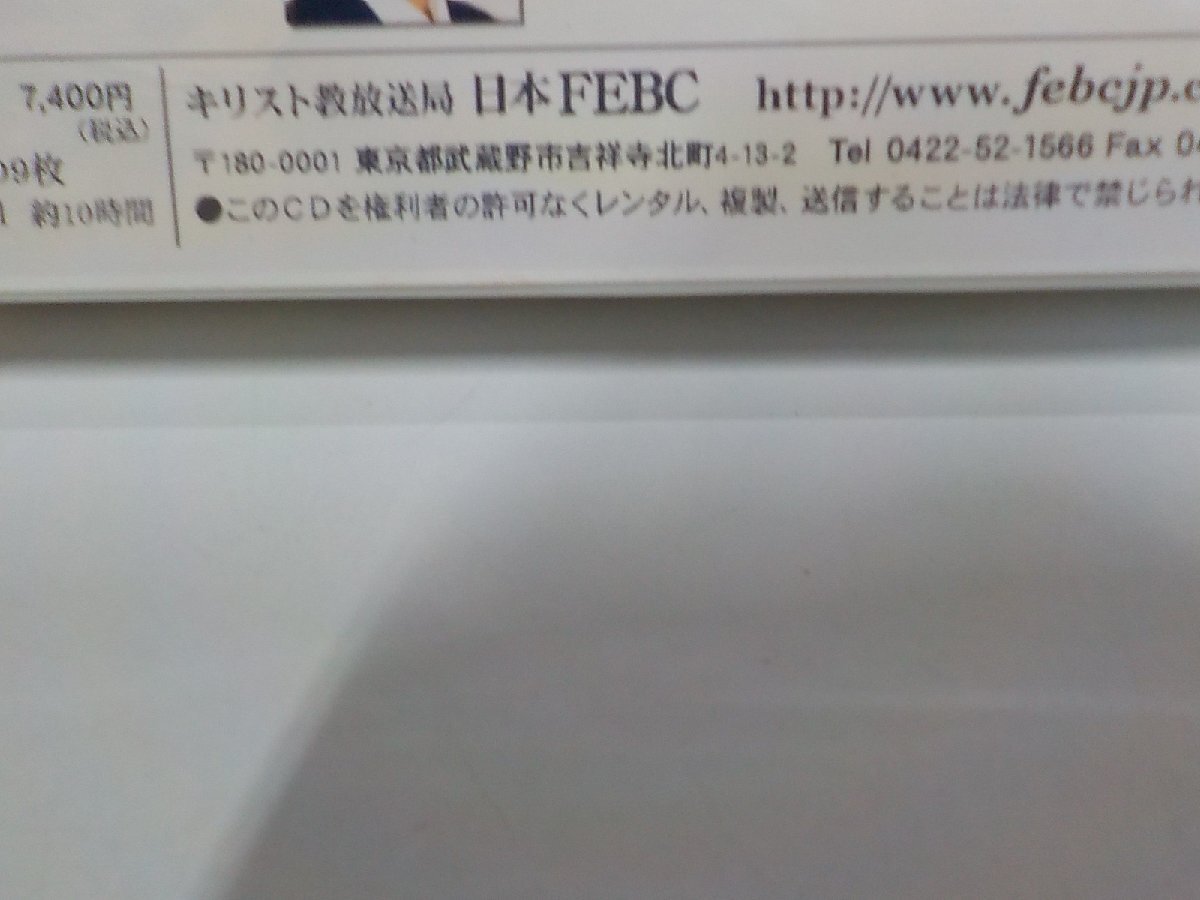 7,400円
(税込)
9枚
約10時間
キリスト教放送局 日本FEBC http://www.febcjp.c
〒180-0001 東京都武蔵野市吉祥寺北町4-13-2 Tel 0422-52-1566 Fax 04
●このCDを権利者の許可なくレンタル、複製、送信することは法律で禁じられ